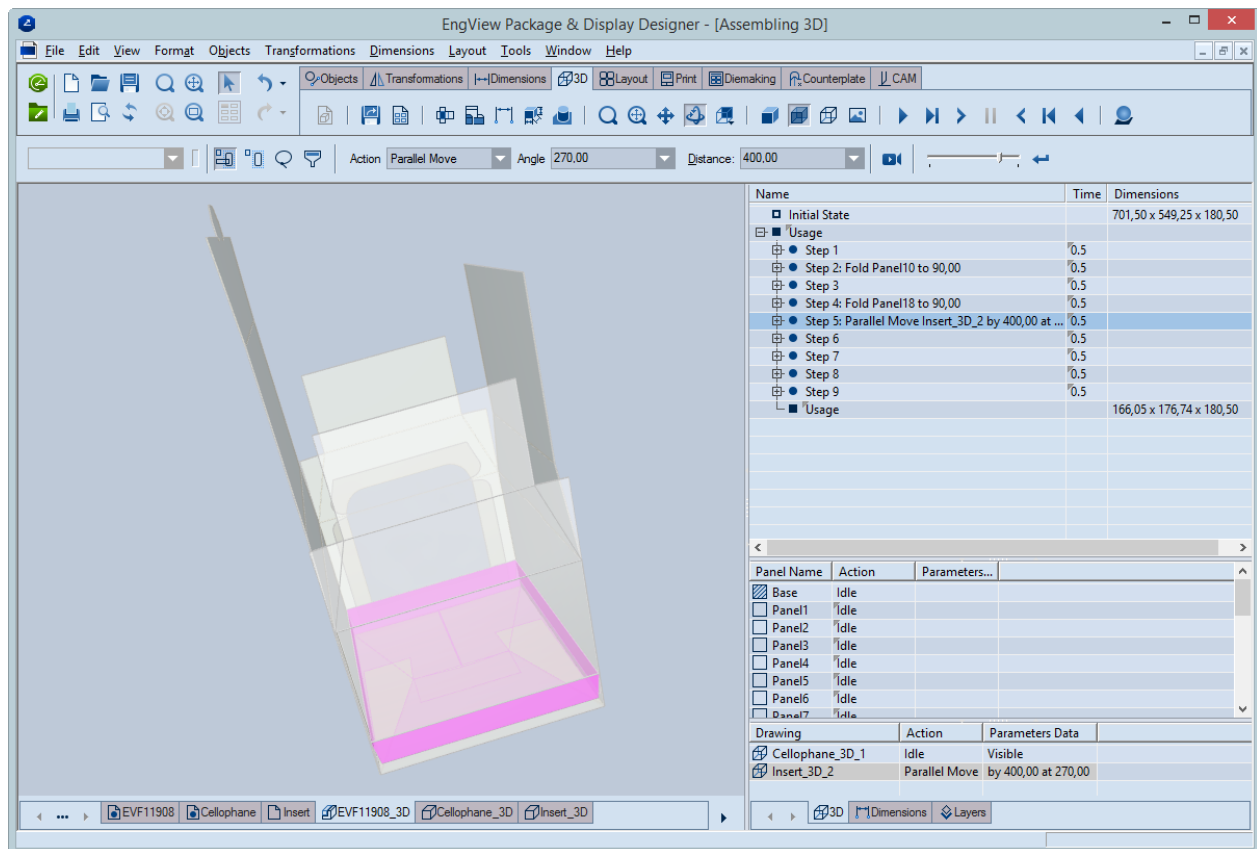 EngView Package & Display Designer - [Assembling 3D]
File Edit View Format Objects Transformations Dimensions Layout Tools Window Help
Objects Transformations Dimensions 3D Layout Print Diemaking Counterplate CAM
Action Parallel Move Angle 270,00 Distance: 400,00
Name Time Dimensions
Initial State 701,50 x 549,25 x 180,50
Usage
Step 1 0.5
Step 2: Fold Panel10 to 90,00 0.5
Step 3 0.5
Step 4: Fold Panel18 to 90,00 0.5
Step 5: Parallel Move Insert_3D_2 by 400,00 at ... 0.5
Step 6 0.5
Step 7 0.5
Step 8 0.5
Step 9 0.5
Usage 166,05 x 176,74 x 180,50
Panel Name Action Parameters...
Base Idle
Panel1 Idle
Panel2 Idle
Panel3 Idle
Panel4 Idle
Panel5 Idle
Panel6 Idle
Panel7 Idle
Drawing Action Parameters Data
Cellophane_3D_1 Idle Visible
Insert_3D_2 Parallel Move by 400,00 at 270,00
EVF11908 Cellophane Insert EVF11908_3D Cellophane_3D Insert_3D
3D Dimensions Layers